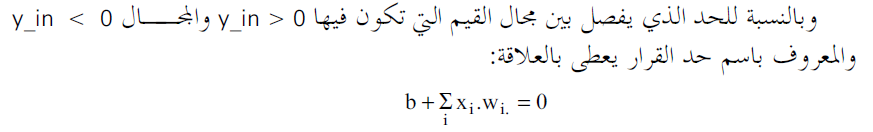 وبالنسبة للحد الذي يفصل بين مجال القيم التي تكون فيها y_in > 0 والمجال y_in < 0
والمعروف باسم حد القرار يعطى بالعلاقة:
b + Σ xᵢ.wᵢ. = 0
i